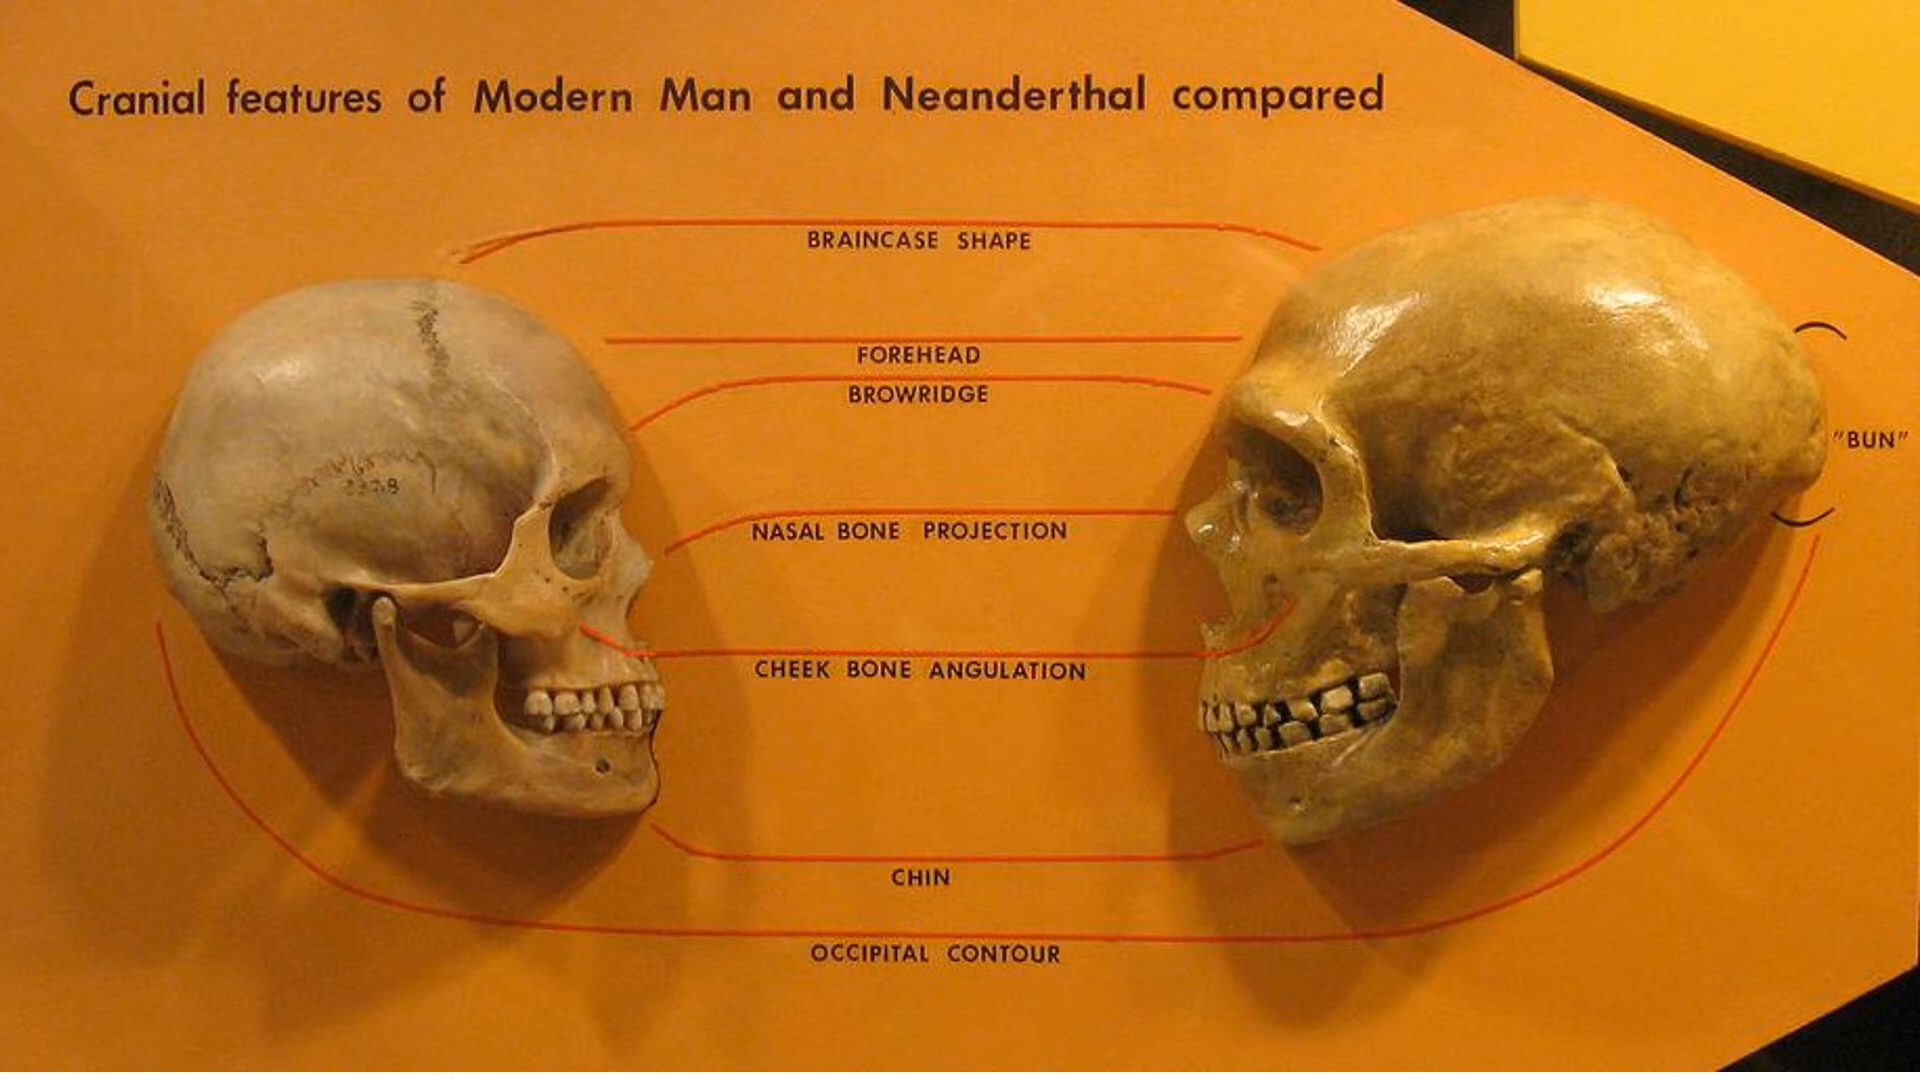 Cranial features of Modern Man and Neanderthal compared
BRAINCASE SHAPE
FOREHEAD
BROWRIDGE
"BUN"
NASAL BONE PROJECTION
CHEEK BONE ANGULATION
CHIN
OCCIPITAL CONTOUR